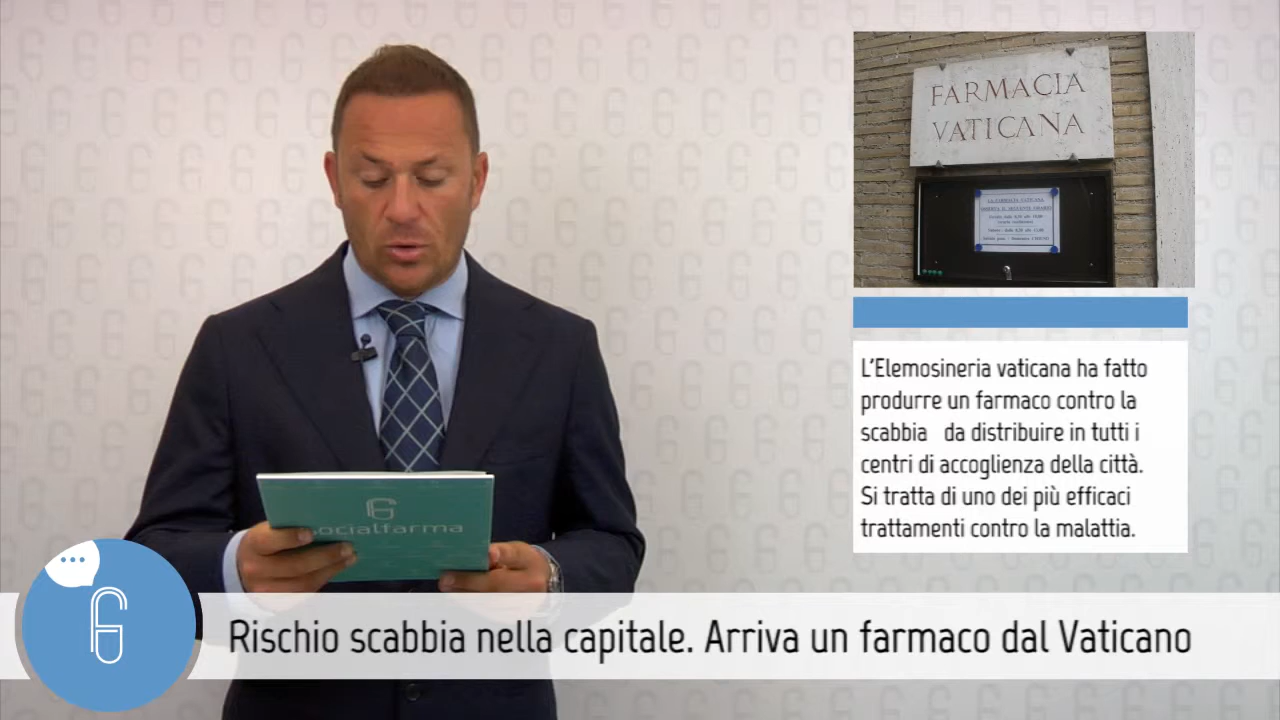 FARMACIA
VATICANA
L'Elemosineria vaticana ha fatto
produrre un farmaco contro la
scabbia da distribuire in tutti i
centri di accoglienza della città.
Si tratta di uno dei più efficaci
trattamenti contro la malattia.
socialfarma
Rischio scabbia nella capitale. Arriva un farmaco dal Vaticano